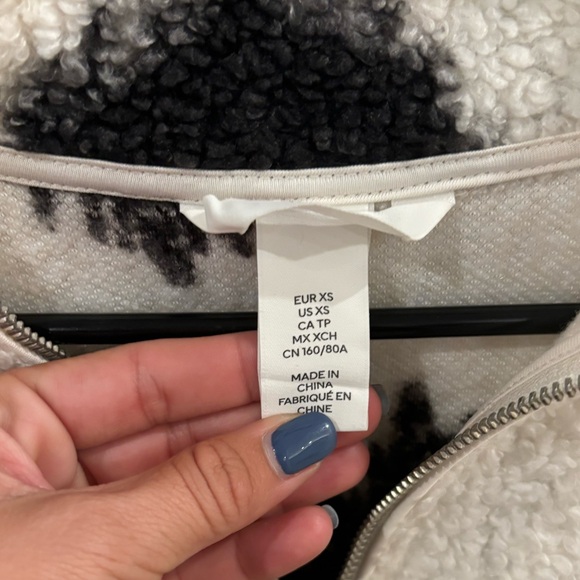 EUR XS
US XS
CA TP
MX XCH
CN 160/80A
MADE IN
CHINA
FABRIQUÉ EN
CHINE